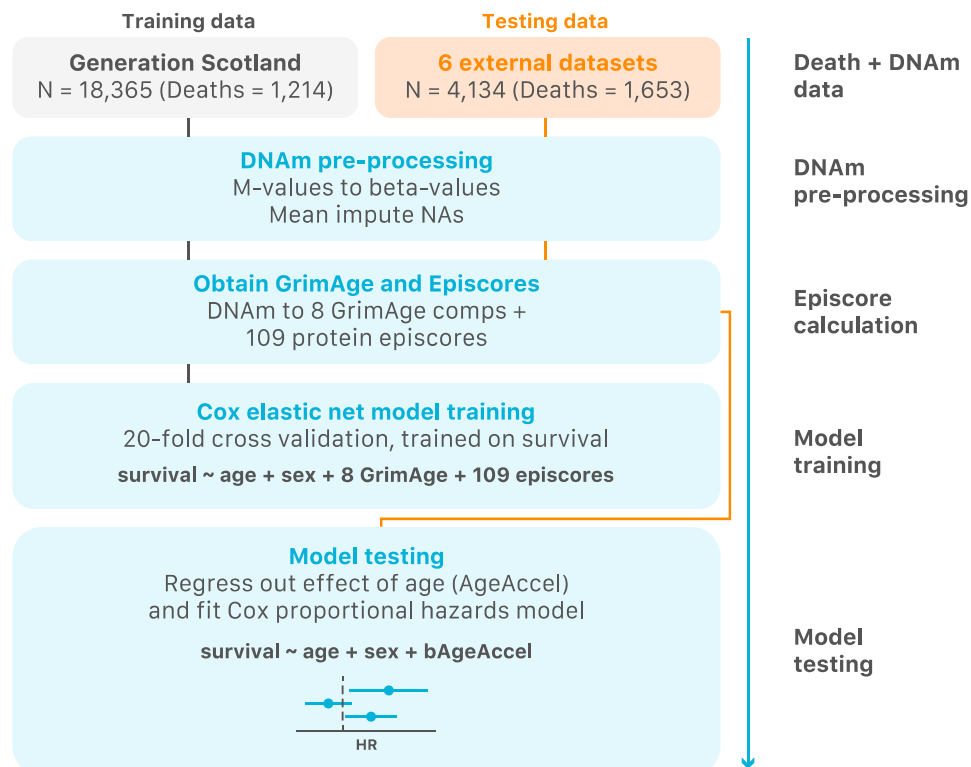 Training data
Testing data
Generation Scotland
N = 18,365 (Deaths = 1,214)
6 external datasets
N = 4,134 (Deaths = 1,653)
Death + DNAm
data
DNAm pre-processing
M-values to beta-values
Mean impute NAs
DNAm
pre-processing
Obtain GrimAge and Episcores
DNAm to 8 GrimAge comps +
109 protein episcores
Episcore
calculation
Cox elastic net model training
20-fold cross validation, trained on survival
survival ~ age + sex + 8 GrimAge + 109 episcores
Model
training
Model testing
Regress out effect of age (AgeAccel)
and fit Cox proportional hazards model
survival ~ age + sex + bAgeAccel
HR
Model
testing